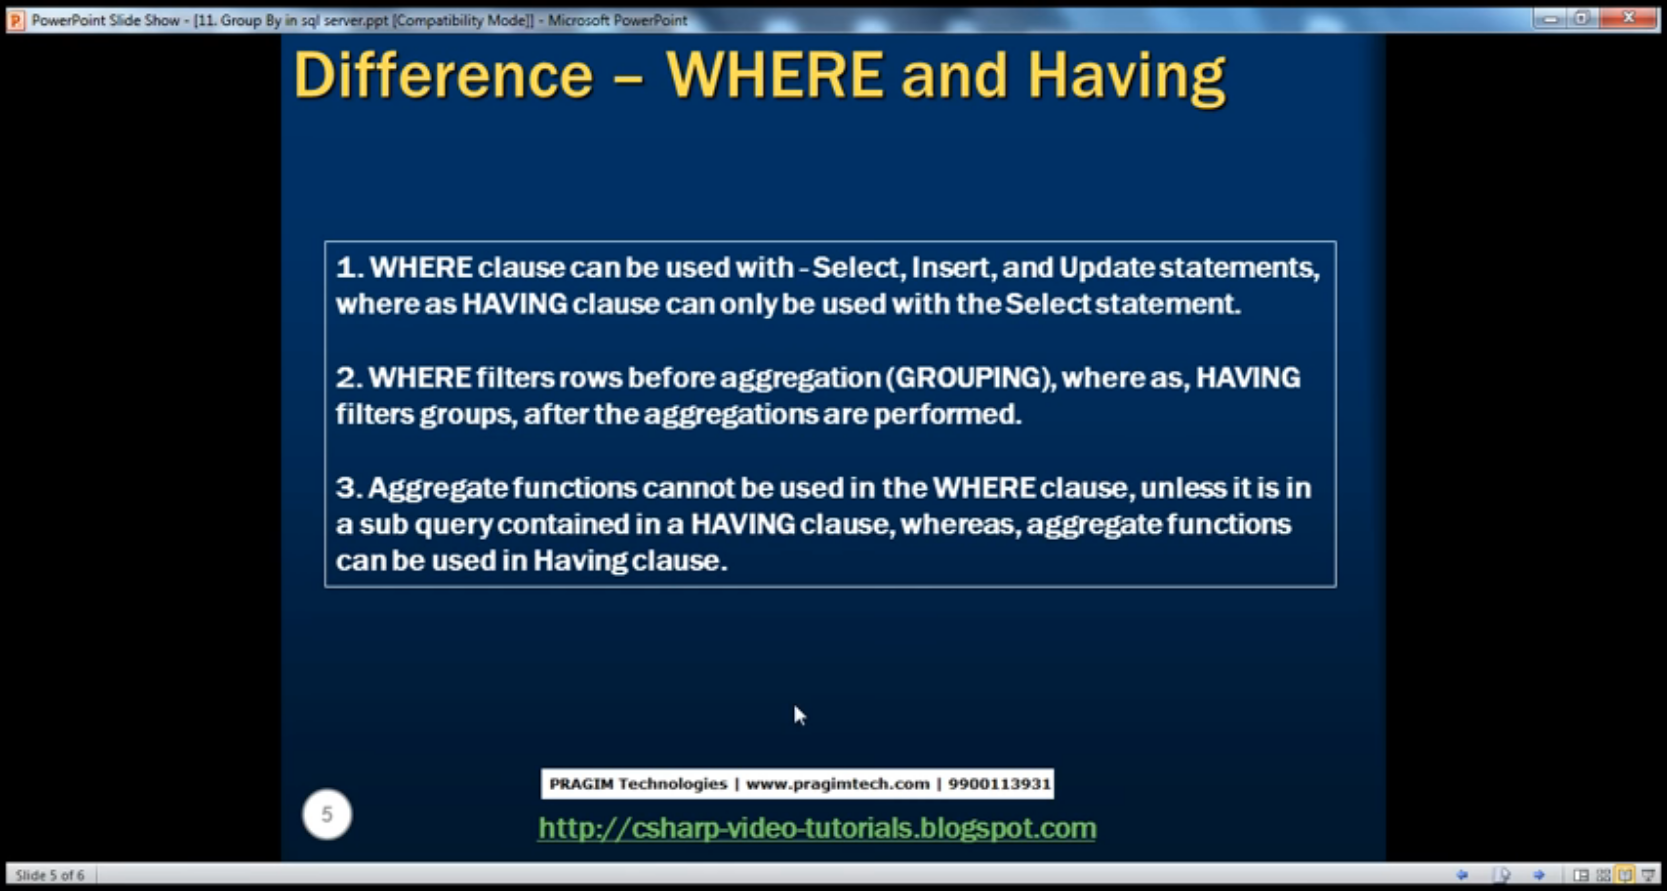 PowerPoint Slide Show - [11. Group By in sql server.ppt [Compatibility Mode]] - Microsoft PowerPoint
Difference – WHERE and Having
1. WHERE clause can be used with - Select, Insert, and Update statements,
where as HAVING clause can only be used with the Select statement.
2. WHERE filters rows before aggregation (GROUPING), where as, HAVING
filters groups, after the aggregations are performed.
3. Aggregate functions cannot be used in the WHERE clause, unless it is in
a sub query contained in a HAVING clause, whereas, aggregate functions
can be used in Having clause.
PRAGIM Technologies | www.pragimtech.com | 9900113931
5
http://csharp-video-tutorials.blogspot.com
Slide 5 of 6